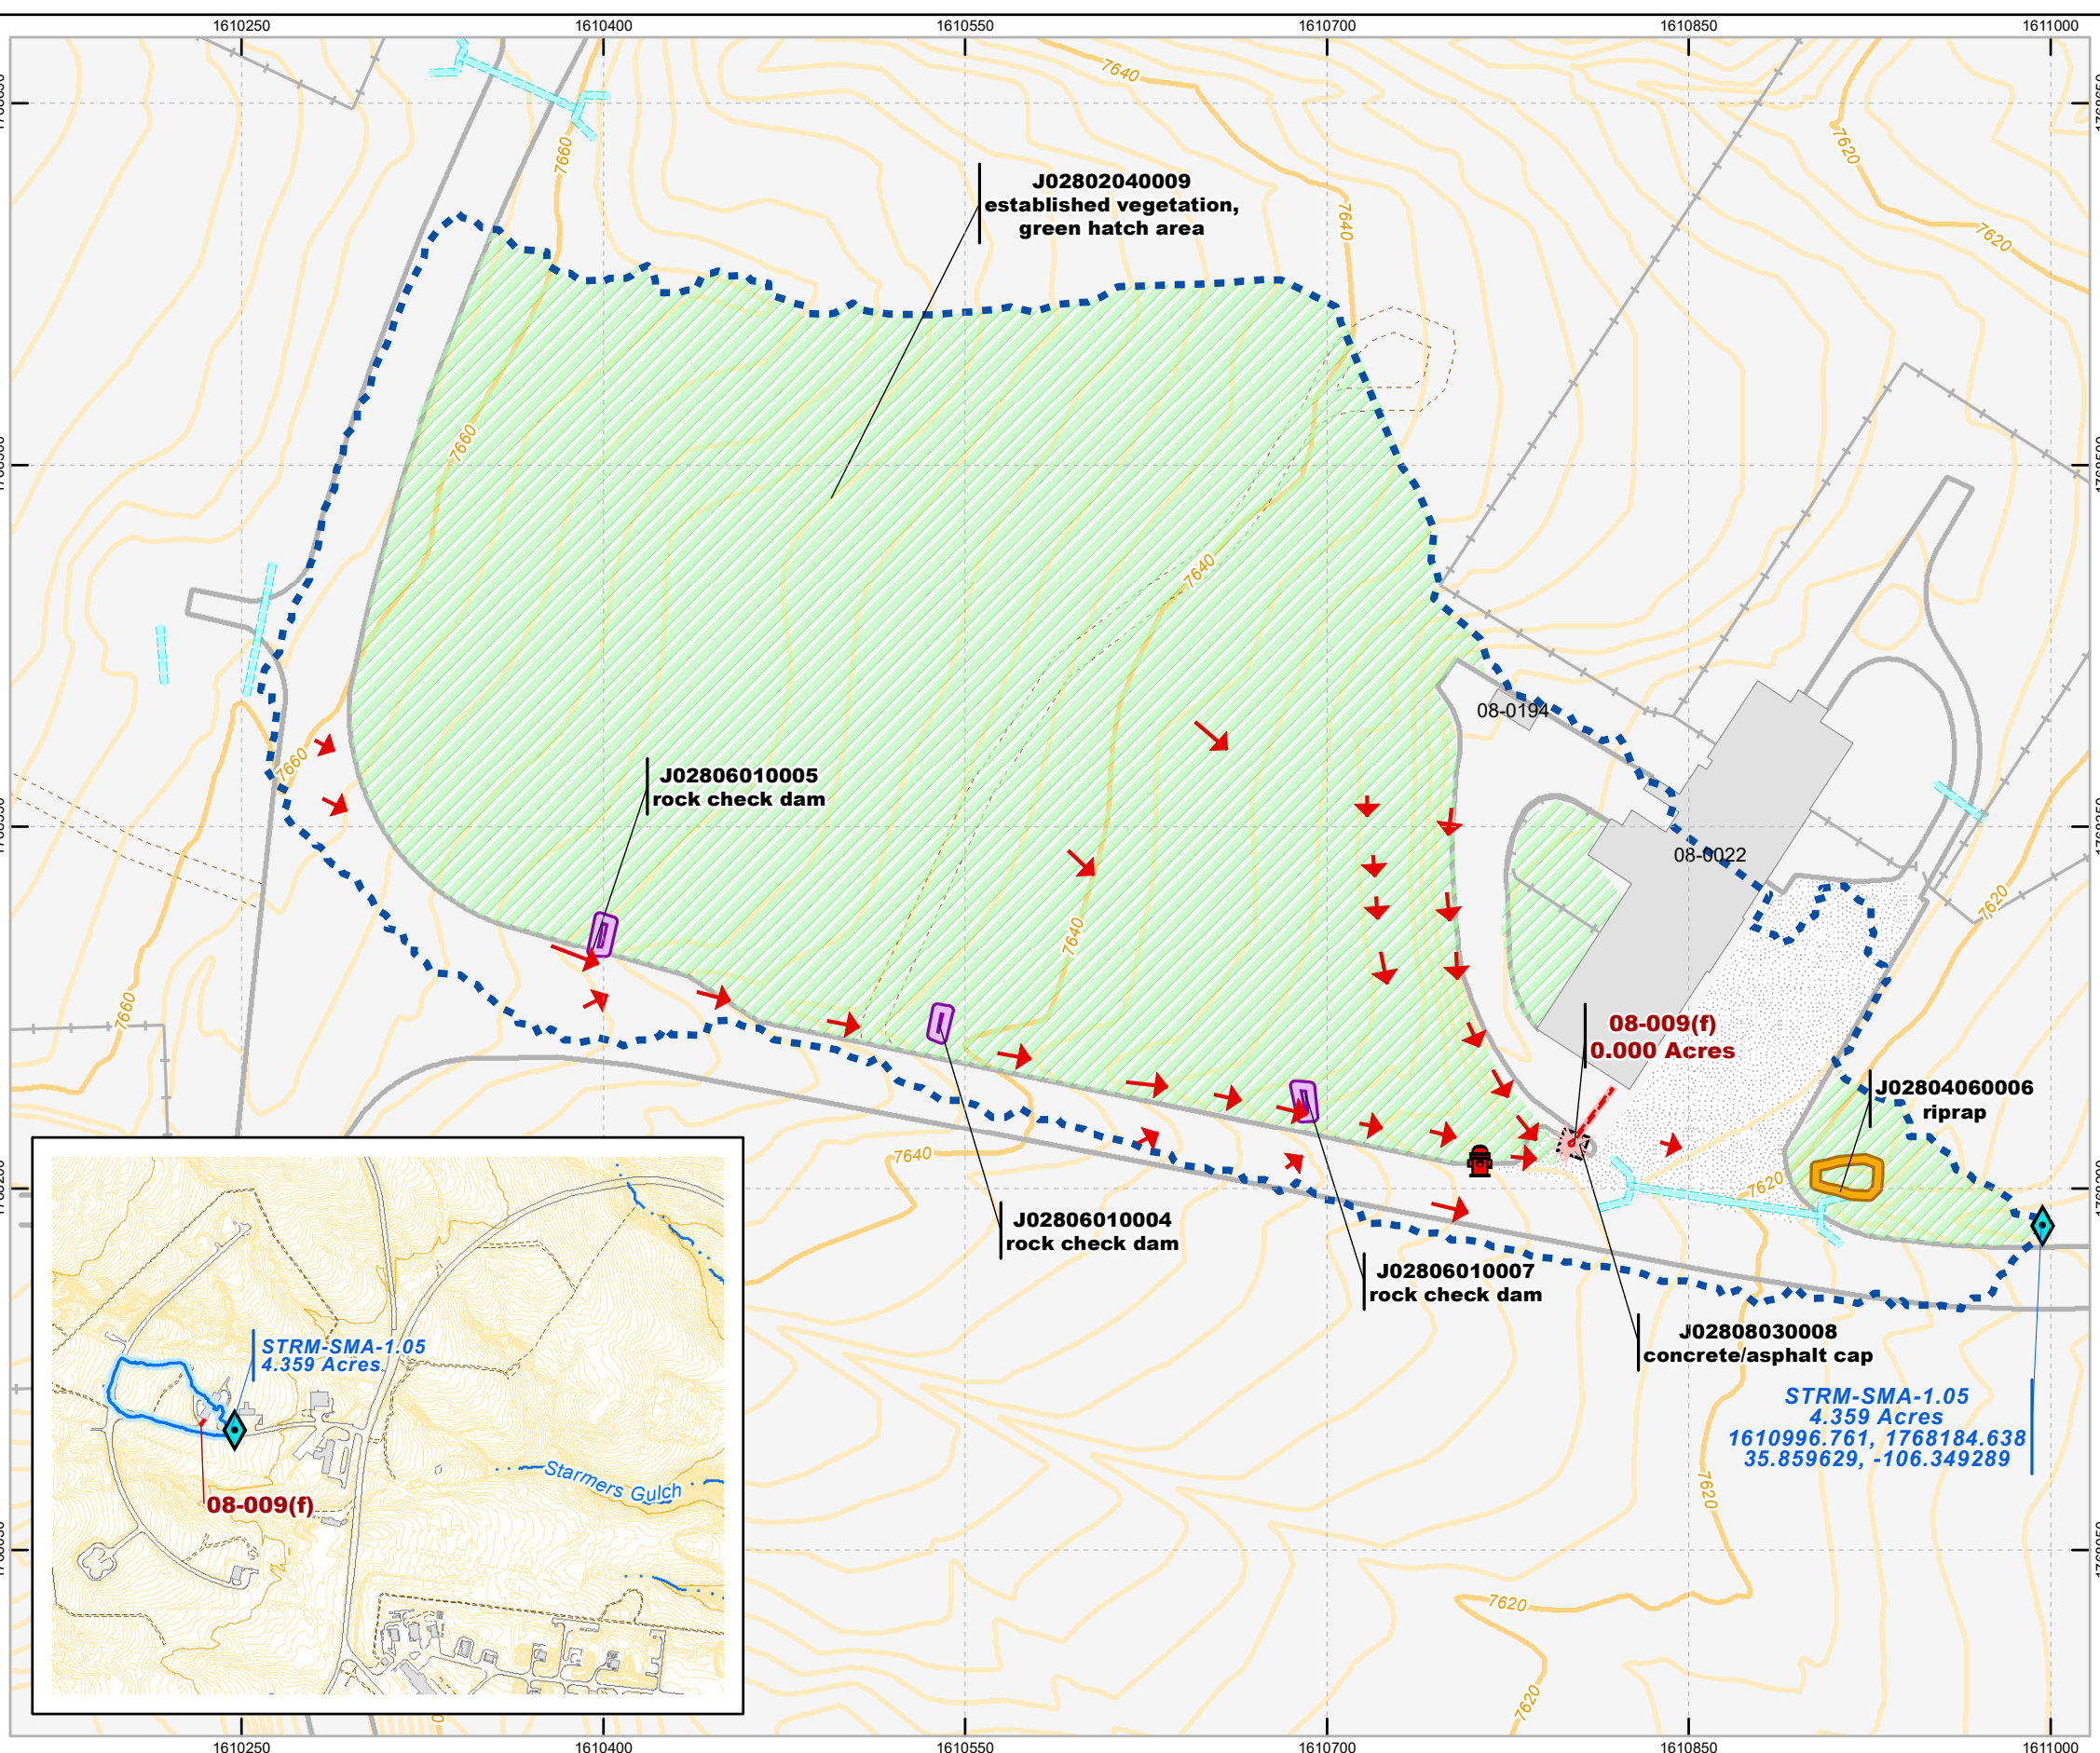 1610250
1610400
1610550
1610700
1610850
1611000
7640
7620
7660
7640
7620
J02802040009
established vegetation,
green hatch area
7660
7640
08-0194
7660
J02806010005
rock check dam
08-0022
7620
7640
7660
08-009(f)
0.000 Acres
J02804060006
riprap
7640
7620
J02806010004
rock check dam
J02806010007
rock check dam
J02808030008
concrete/asphalt cap
STRM-SMA-1.05
4.359 Acres
1610996.761, 1768184.638
35.859629, -106.349289
STRM-SMA-1.05
4.359 Acres
Starmers Gulch
08-009(f)
7620
7620
7620
1610250
1610400
1610550
1610700
1610850
1611000